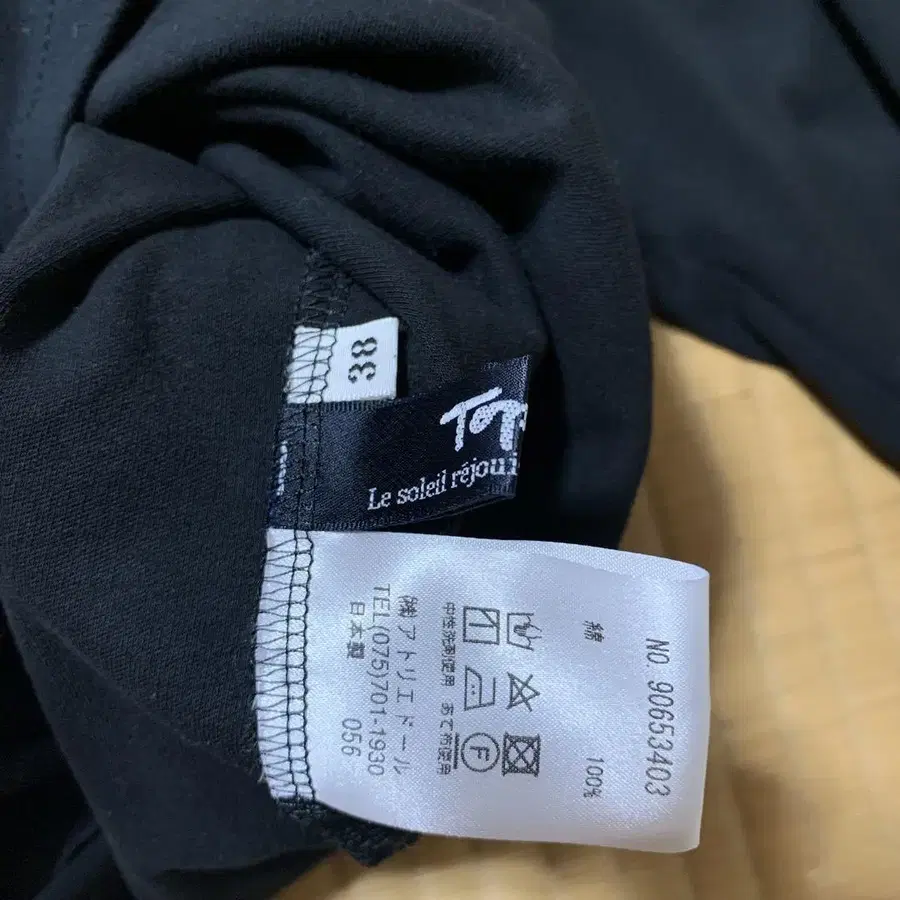 38
Top
Le soleil réjoui
NO. 90653403
綿 100%
中性洗剤使用 あて布使用
F
㈱アトリエドール
TEL(075)701-1930
日本製 056